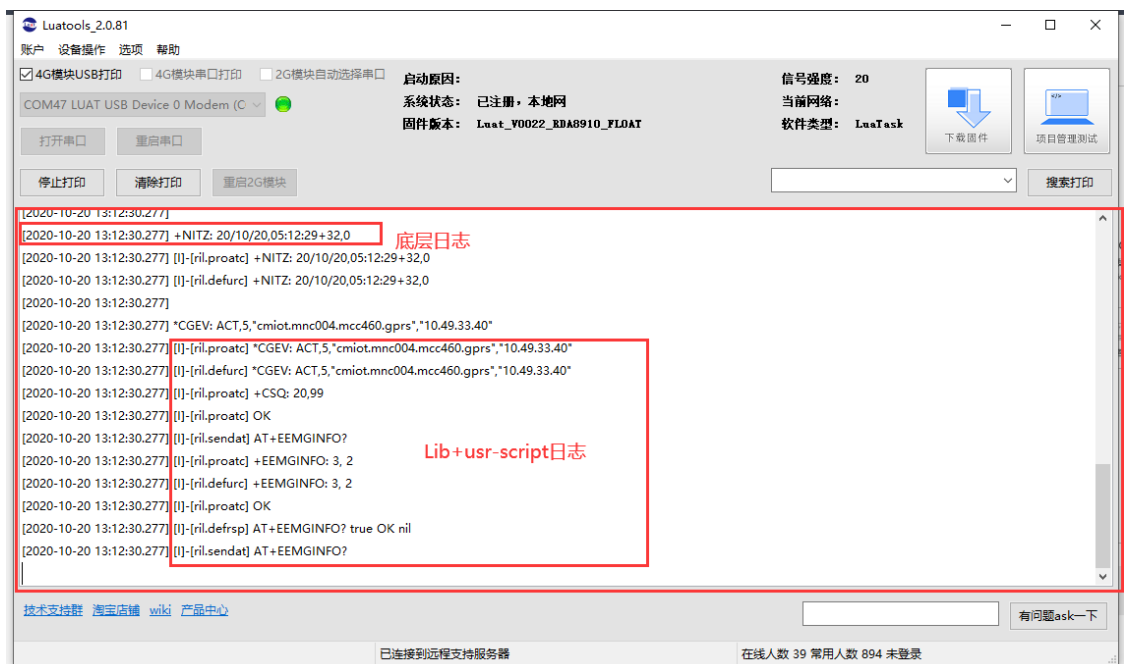 Luatools_2.0.81
账户 设备操作 选项 帮助
4G模块USB打印 4G模块串口打印 2G模块自动选择串口
COM47 LUAT USB Device 0 Modem (C
打开串口 重启串口
启动原因:
系统状态: 已注册，本地网
固件版本: Luat_V0022_RDA8910_FLOAT
信号强度: 20
当前网络:
软件类型: LuaTask
下载固件
项目管理测试
停止打印 清除打印 重启2G模块 搜索打印
[2020-10-20 13:12:30.277]
[2020-10-20 13:12:30.277] +NITZ: 20/10/20,05:12:29+32,0
底层日志
[2020-10-20 13:12:30.277] [I]-[ril.proatc] +NITZ: 20/10/20,05:12:29+32,0
[2020-10-20 13:12:30.277] [I]-[ril.defurc] +NITZ: 20/10/20,05:12:29+32,0
[2020-10-20 13:12:30.277]
[2020-10-20 13:12:30.277] *CGEV: ACT,5,"cmiot.mnc004.mcc460.gprs","10.49.33.40"
[2020-10-20 13:12:30.277] [I]-[ril.proatc] *CGEV: ACT,5,"cmiot.mnc004.mcc460.gprs","10.49.33.40"
[2020-10-20 13:12:30.277] [I]-[ril.defurc] *CGEV: ACT,5,"cmiot.mnc004.mcc460.gprs","10.49.33.40"
[2020-10-20 13:12:30.277] [I]-[ril.proatc] +CSQ: 20,99
[2020-10-20 13:12:30.277] [I]-[ril.proatc] OK
[2020-10-20 13:12:30.277] [I]-[ril.sendat] AT+EEMGINFO?
Lib+usr-script日志
[2020-10-20 13:12:30.277] [I]-[ril.proatc] +EEMGINFO: 3, 2
[2020-10-20 13:12:30.277] [I]-[ril.defurc] +EEMGINFO: 3, 2
[2020-10-20 13:12:30.277] [I]-[ril.proatc] OK
[2020-10-20 13:12:30.277] [I]-[ril.defrsp] AT+EEMGINFO? true OK nil
[2020-10-20 13:12:30.277] [I]-[ril.sendat] AT+EEMGINFO?
技术支持群 淘宝店铺 wiki 产品中心
有问题ask一下
已连接到远程支持服务器
在线人数 39 常用人数 894 未登录